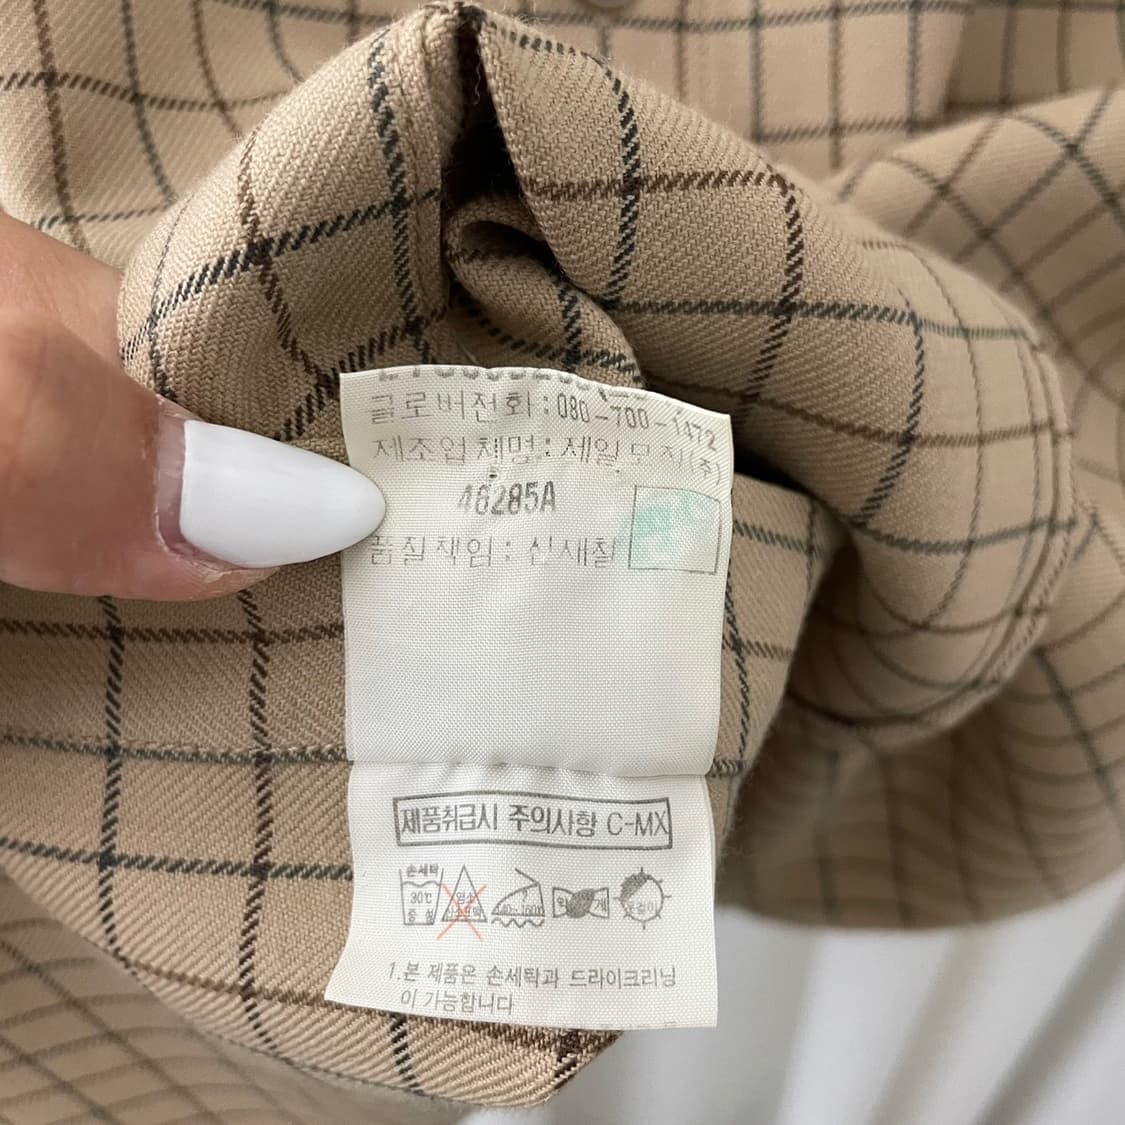 글로버전화 : 080-700-1472
제조업체명 : 제일모직(주)
46285A
품질책임 : 신새칠
제품취급시 주의사항 C-MX
손세탁
30℃
중성
1.본 제품은 손세탁과 드라이크리닝
이 가능합니다